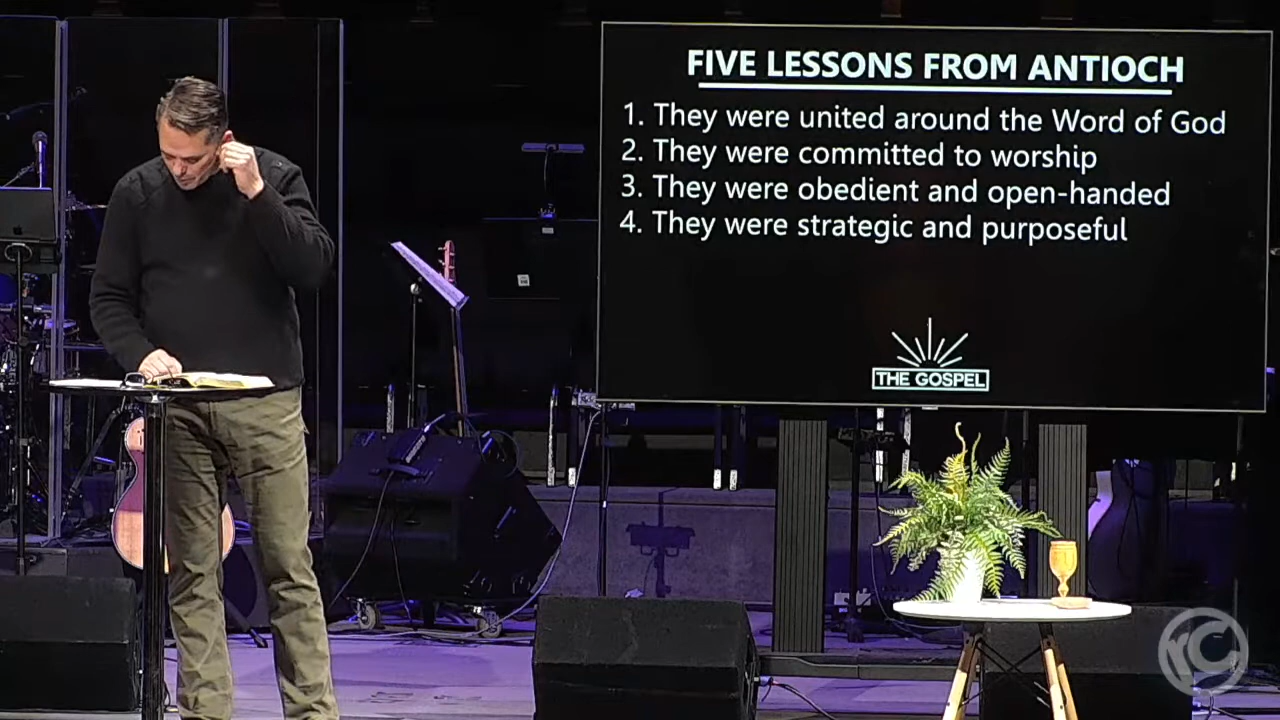 FIVE LESSONS FROM ANTIOCH
1. They were united around the Word of God
2. They were committed to worship
3. They were obedient and open-handed
4. They were strategic and purposeful
THE GOSPEL
rc